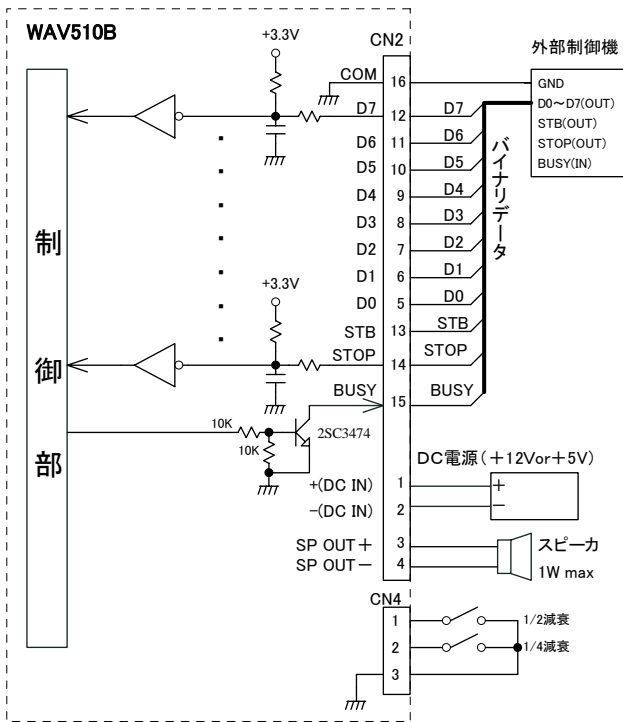 WAV510B
+3.3V
CN2
外部制御機
COM
16
GND
D7
12
D7
D0～D7(OUT)
D6
11
D6
STB(OUT)
D5
10
D5
STOP(OUT)
D4
9
D4
BUSY(IN)
D3
8
D3
D2
7
D2
D1
6
D1
D0
5
D0
バイナリデータ
制御部
+3.3V
STB
13
STB
STOP
14
STOP
BUSY
15
BUSY
10K
10K
2SC3474
DC電源(+12Vor+5V)
+(DC IN)
1
+
-(DC IN)
2
-
SP OUT+
3
スピーカ
SP OUT-
4
1W max
CN4
1
1/2減衰
2
1/4減衰
3